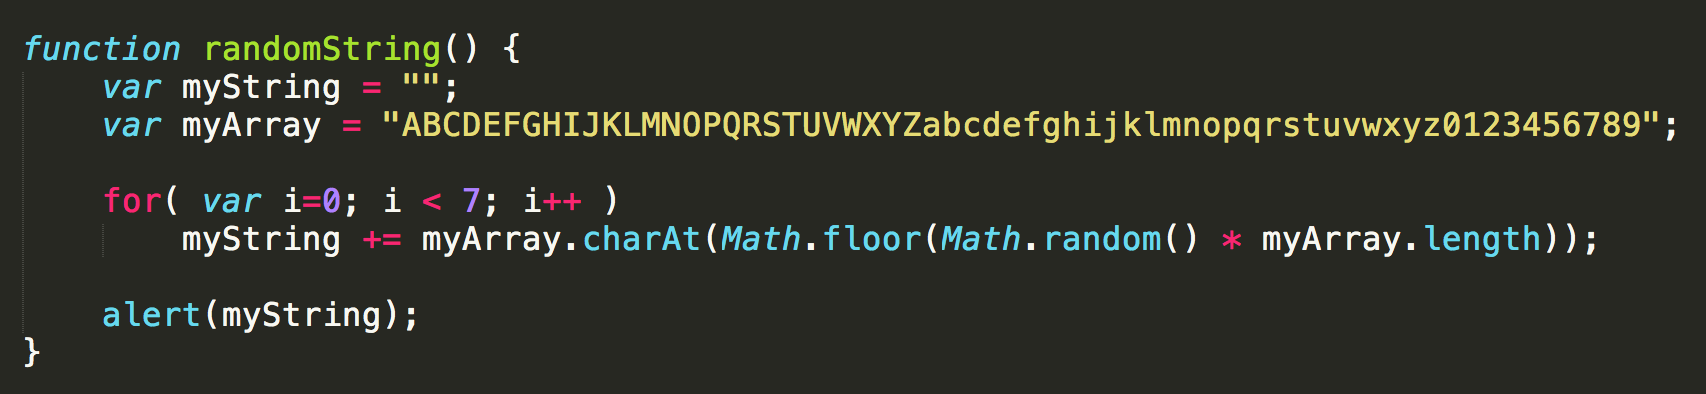 function randomString() {
    var myString = "";
    var myArray = "ABCDEFGHIJKLMNOPQRSTUVWXYZabcdefghijklmnopqrstuvwxyz0123456789";
    for( var i=0; i < 7; i++ )
        myString += myArray.charAt(Math.floor(Math.random() * myArray.length));
    alert(myString);
}